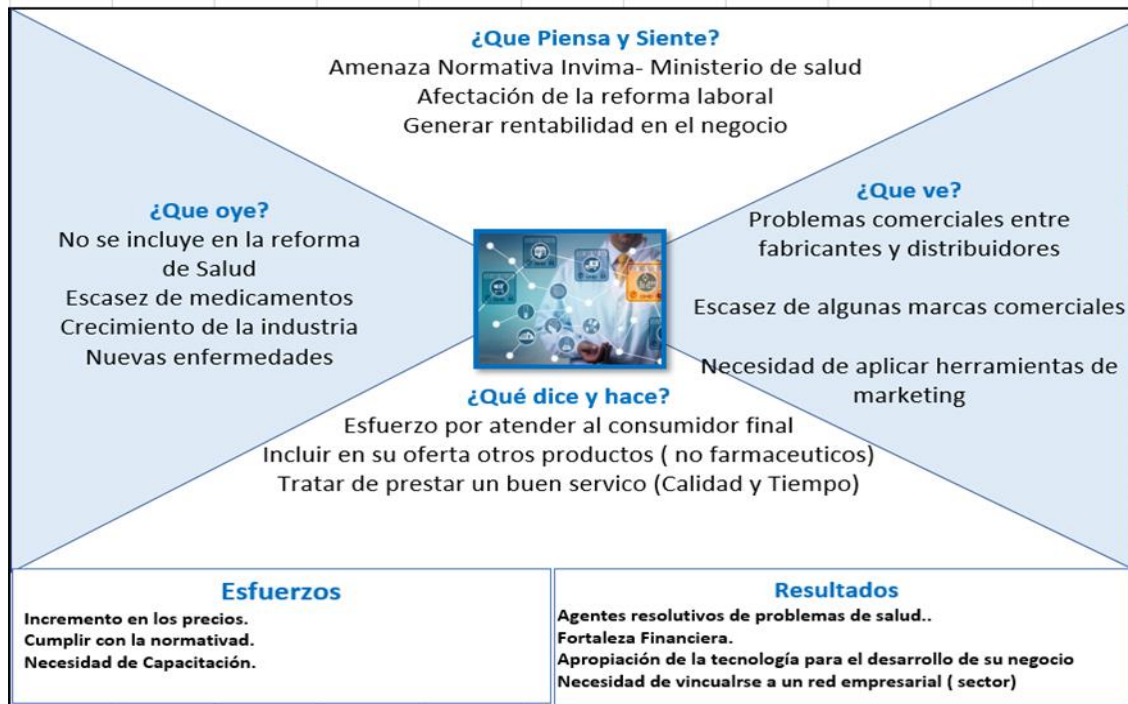 ¿Que Piensa y Siente?
Amenaza Normativa Invima- Ministerio de salud
Afectación de la reforma laboral
Generar rentabilidad en el negocio
¿Que oye?
No se incluye en la reforma
de Salud
Escasez de medicamentos
Crecimiento de la industria
Nuevas enfermedades
¿Que ve?
Problemas comerciales entre
fabricantes y distribuidores
Escasez de algunas marcas comerciales
Necesidad de aplicar herramientas de
marketing
¿Qué dice y hace?
Esfuerzo por atender al consumidor final
Incluir en su oferta otros productos ( no farmaceuticos)
Tratar de prestar un buen servico (Calidad y Tiempo)
Esfuerzos
Incremento en los precios.
Cumplir con la normativad.
Necesidad de Capacitación.
Resultados
Agentes resolutivos de problemas de salud..
Fortaleza Financiera.
Apropiación de la tecnología para el desarrollo de su negocio
Necesidad de vincualrse a un red empresarial ( sector)